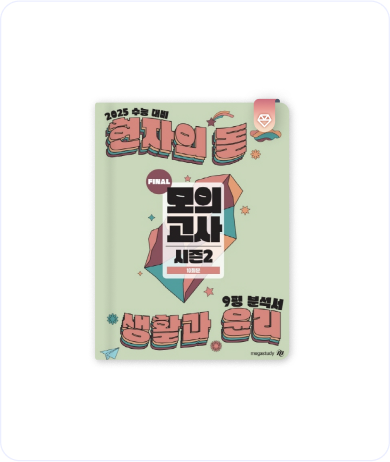 2025 수능 대비
현자의 돌
FINAL
모의
고사
시즌2
9평 분석서
생활과 윤리
megastudy